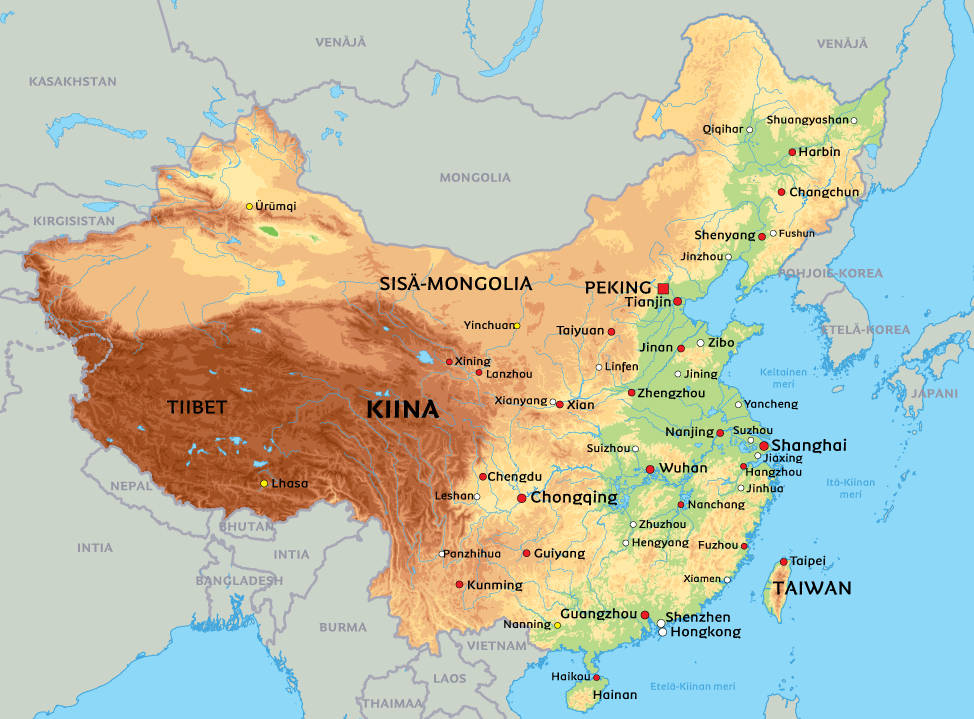 VENÄJÄ
VENÄJÄ
KASAKHSTAN
Shuangyashan
Qiqihar
Harbin
MONGOLIA
Changchun
Ürümqi
KIRGISISTAN
Shenyang
Fushun
Jinzhou
POHJOIS-KOREA
SISÄ-MONGOLIA
PEKING
Tianjin
Yinchuan
Taiyuan
ETELÄ-KOREA
Jinan
Zibo
Xining
Linfen
Lanzhou
Jining
Keltainen
meri
JAPANI
Zhengzhou
Xianyang
Xian
Yancheng
TIIBET
KIINA
Nanjing
Suzhou
Shanghai
Suizhou
Jiaxing
Wuhan
Hangzhou
Chengdu
Lhasa
NEPAL
Leshan
Chongqing
Jinhua
Itä-Kiinan
meri
Nanchang
BHUTAN
Zhuzhou
INTIA
INTIA
Panzhihua
Guiyang
Hengyang
Fuzhou
Taipei
BANGLADESH
Kunming
Xiamen
TAIWAN
Guangzhou
Shenzhen
BURMA
Nanning
Hongkong
VIETNAM
LAOS
Haikou
Etelä-Kiinan meri
Hainan
THAIMAA